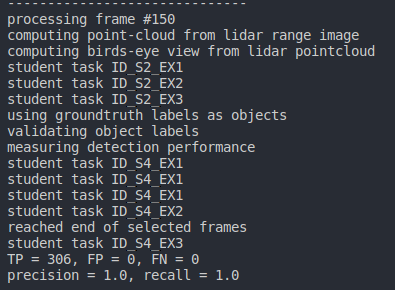 ------------------------------
processing frame #150
computing point-cloud from lidar range image
computing birds-eye view from lidar pointcloud
student task ID_S2_EX1
student task ID_S2_EX2
student task ID_S2_EX3
using groundtruth labels as objects
validating object labels
measuring detection performance
student task ID_S4_EX1
student task ID_S4_EX1
student task ID_S4_EX1
student task ID_S4_EX2
reached end of selected frames
student task ID_S4_EX3
TP = 306, FP = 0, FN = 0
precision = 1.0, recall = 1.0